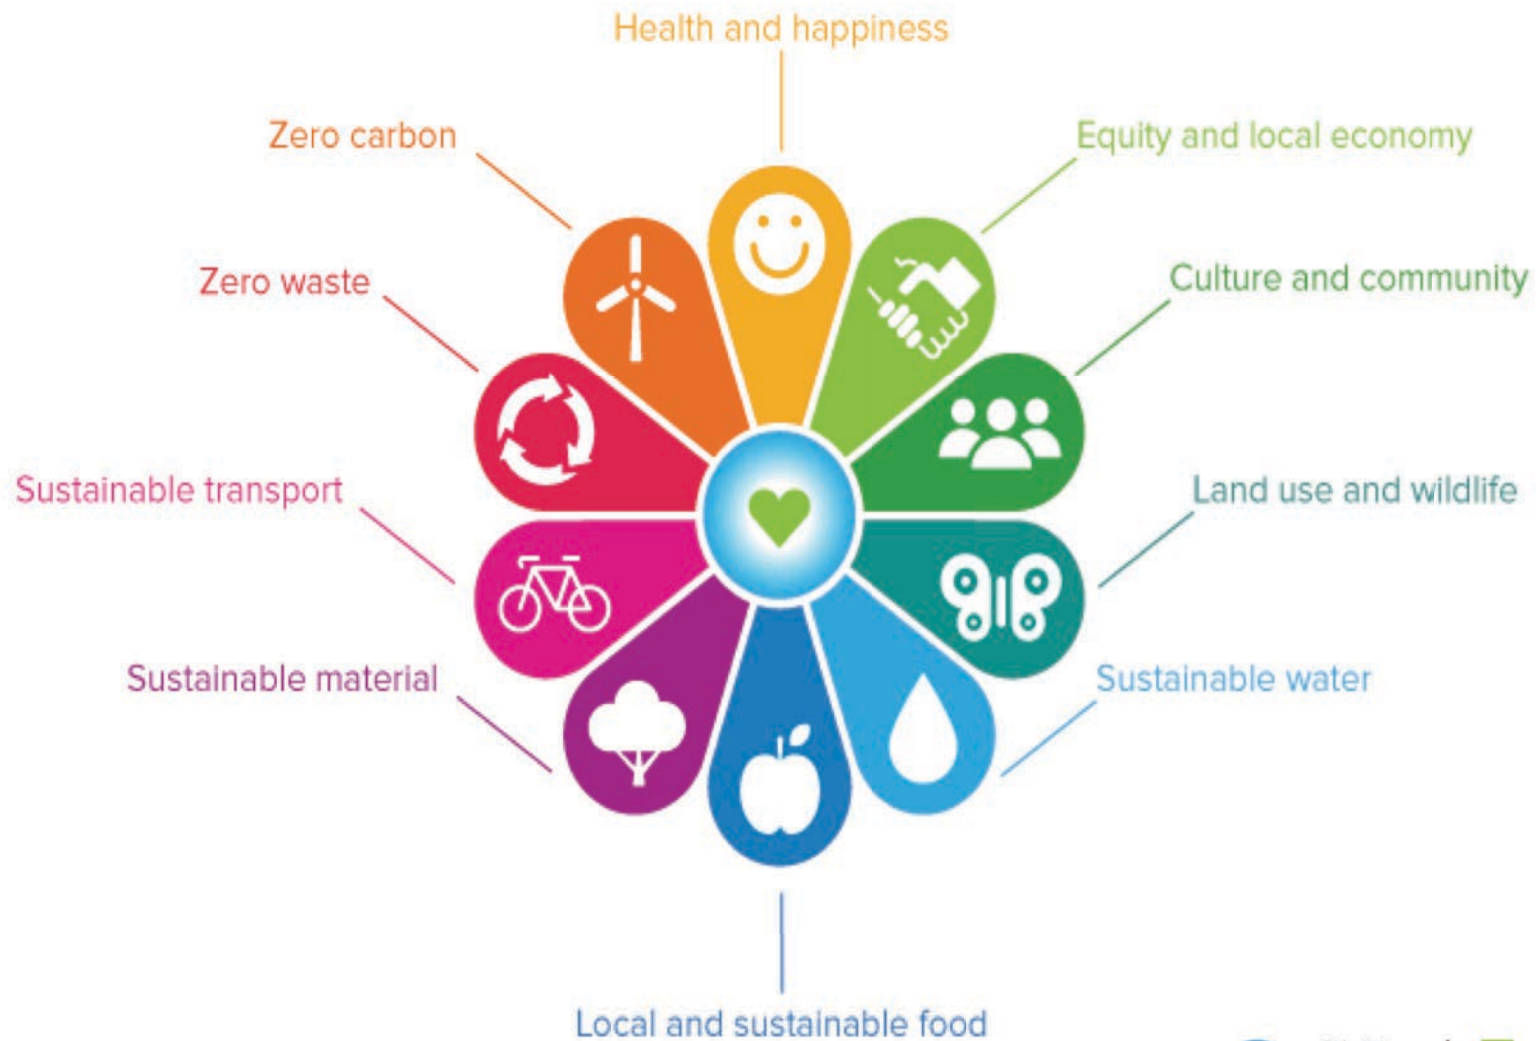 Health and happiness
Zero carbon
Equity and local economy
Zero waste
Culture and community
Sustainable transport
Land use and wildlife
Sustainable material
Sustainable water
Local and sustainable food